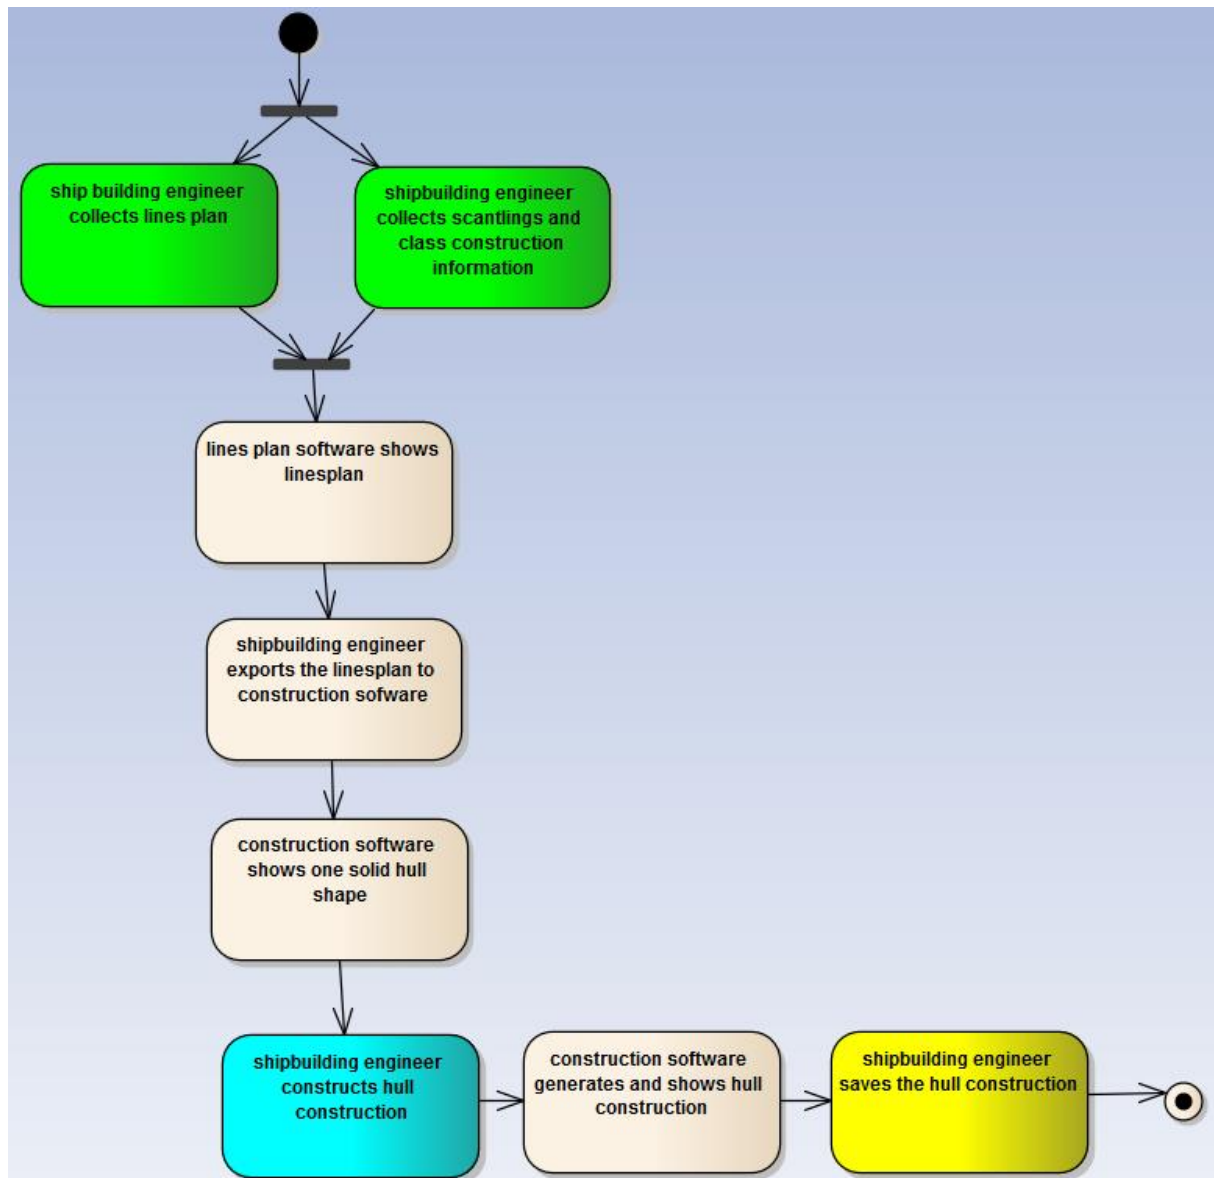 ship building engineer
collects lines plan
shipbuilding engineer
collects scantlings and
class construction
information
lines plan software shows
linesplan
shipbuilding engineer
exports the linesplan to
construction sofware
construction software
shows one solid hull
shape
shipbuilding engineer
constructs hull
construction
construction software
generates and shows hull
construction
shipbuilding engineer
saves the hull construction